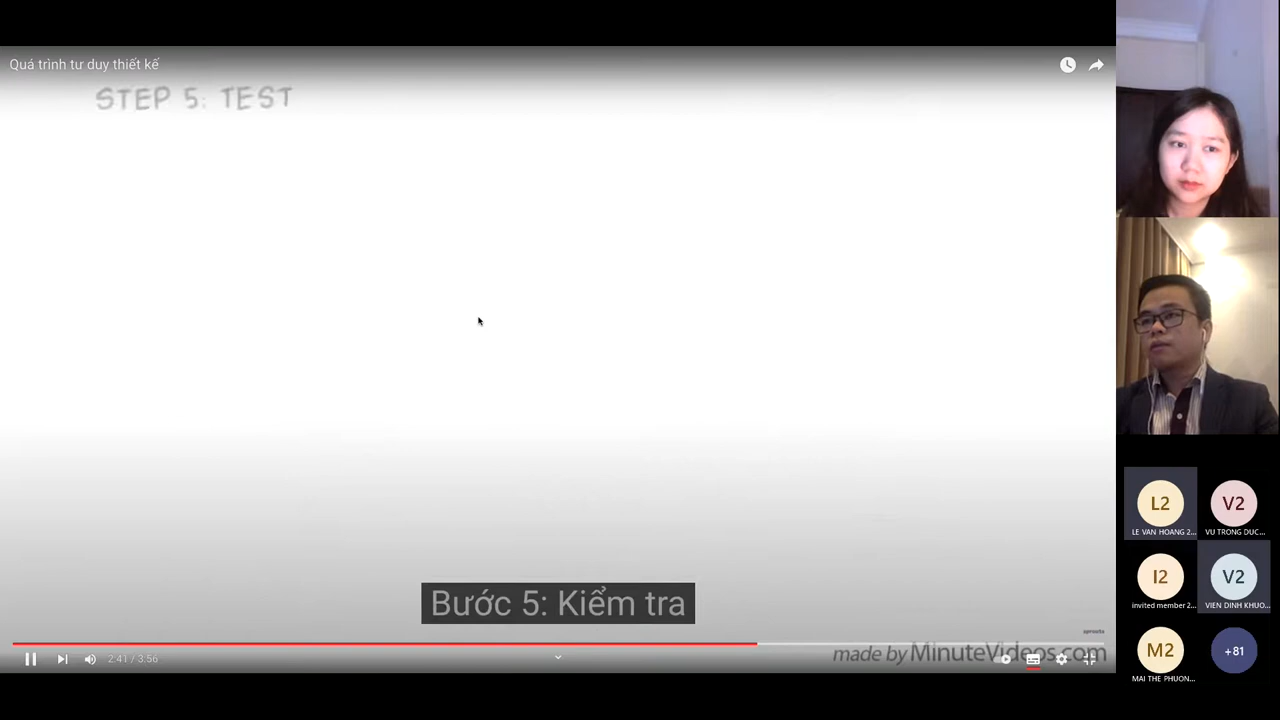 Quá trình tư duy thiết kế
STEP 5: TEST
Bước 5: Kiểm tra
sprouts
made by MinuteVideos.com
2:41 / 3:56
L2
LE VAN HOANG 2...
V2
VU TRONG DUC...
I2
invited member 2...
V2
VIEN DINH KHUO...
M2
MAI THE PHUON...
+81